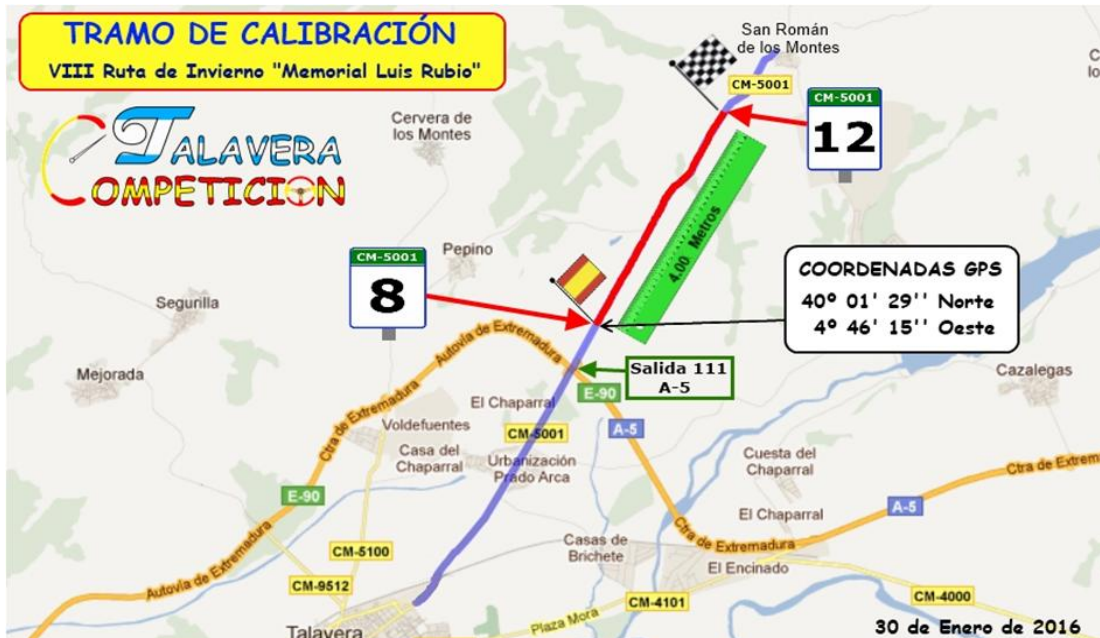 TRAMO DE CALIBRACIÓN
VIII Ruta de Invierno "Memorial Luis Rubio"
TALAVERA
COMPETICIÓN
San Román
de los Montes
CM-5001
CM-5001
12
Cervera de
los Montes
4.00 Metros
Pepino
CM-5001
8
COORDENADAS GPS
40º 01' 29'' Norte
4º 46' 15'' Oeste
Segurilla
Autovía de Extremadura
Mejorada
Salida 111
A-5
E-90
Cazalegas
El Chaparral
Voldefuentes
CM-5001
A-5
Casa del
Chaparral
Urbanización
Prado Arca
Cuesta del
Chaparral
Ctra de Extremadura
Ctra de Extrem
E-90
A-5
El Chaparral
Ctra de Extremadura
CM-5100
Casas de
Brichete
El Encinado
Autovía de Extremadura
CM-9512
CM-4101
CM-4000
Plaza Mora
Talavera
30 de Enero de 2016